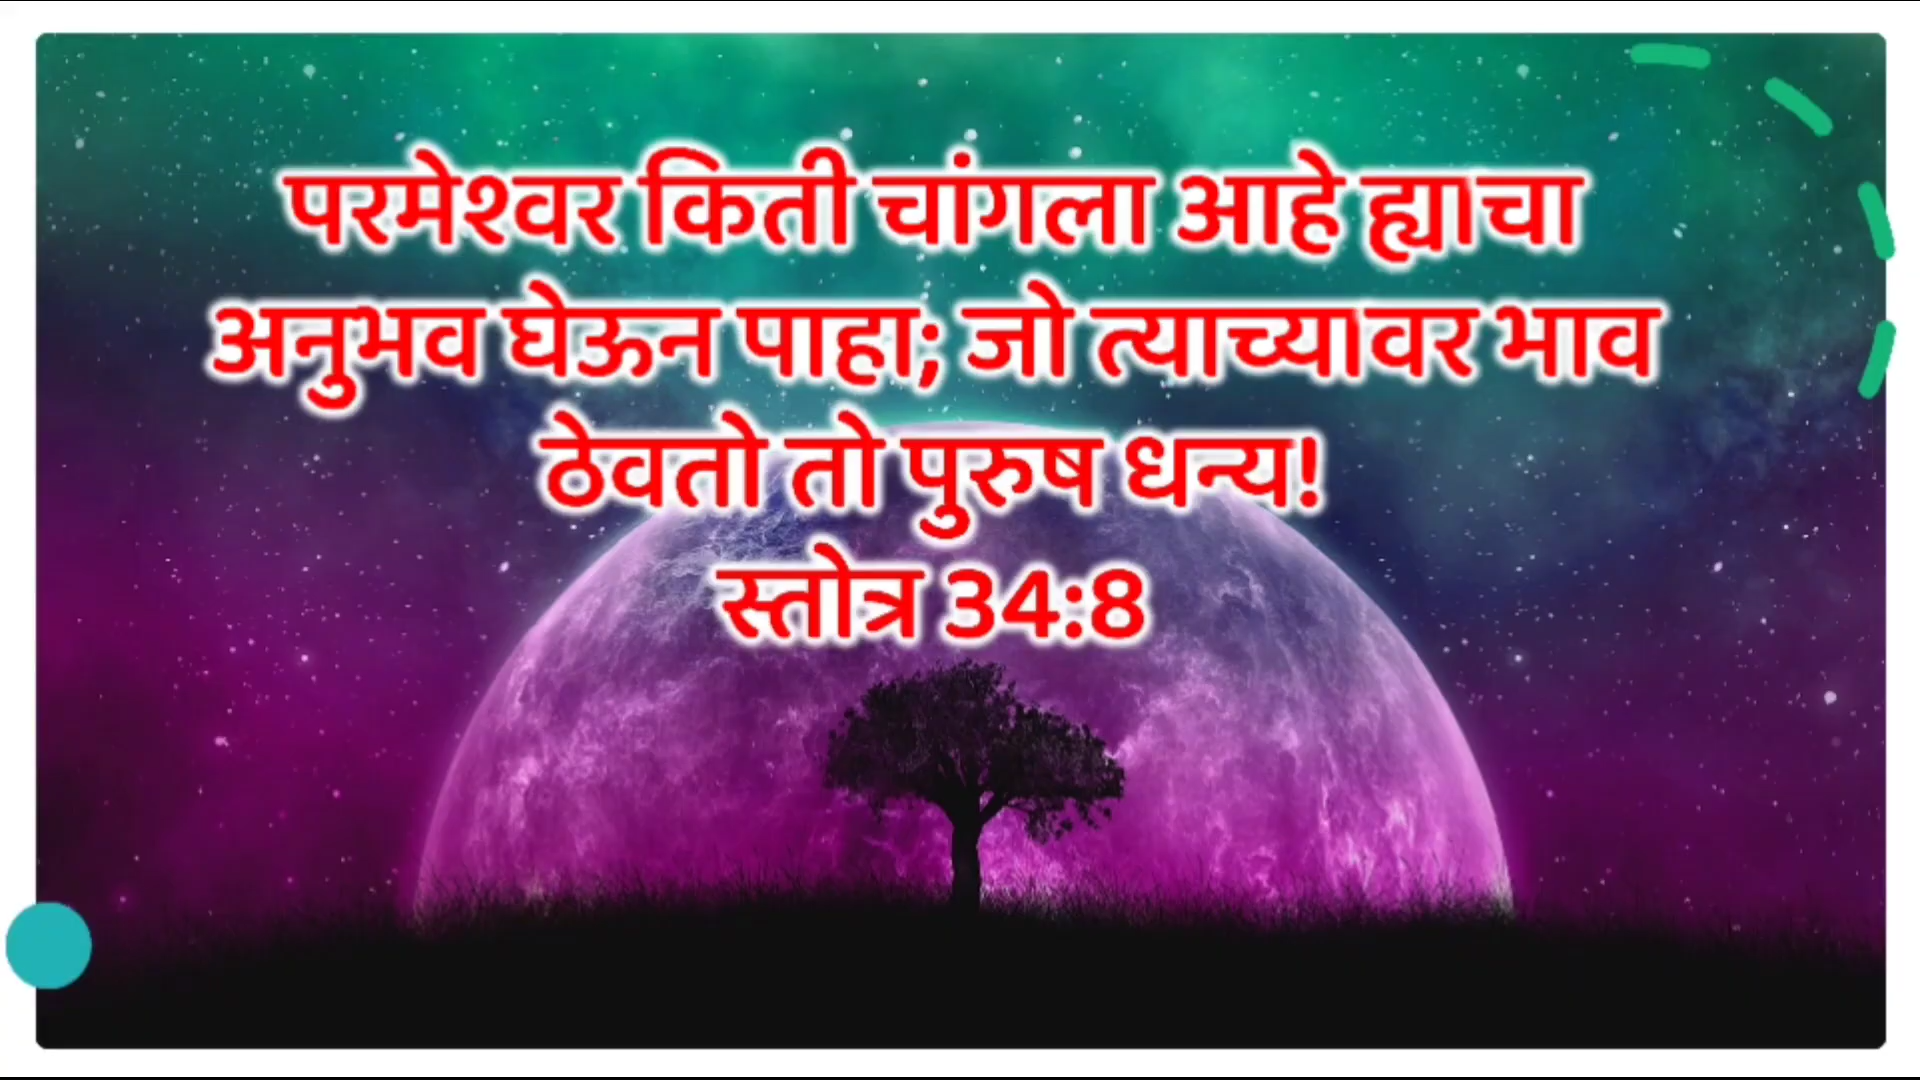 परमेश्वर किती चांगला आहे ह्याचा
अनुभव घेऊन पाहा; जो त्याच्यावर भाव
ठेवतो तो पुरुष धन्य!
स्तोत्र 34:8